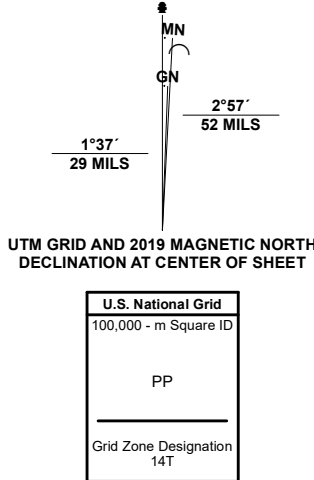 MN
GN
2°57´
52 MILS
1°37´
29 MILS
UTM GRID AND 2019 MAGNETIC NORTH
DECLINATION AT CENTER OF SHEET
U.S. National Grid
100,000 - m Square ID
PP
Grid Zone Designation
14T